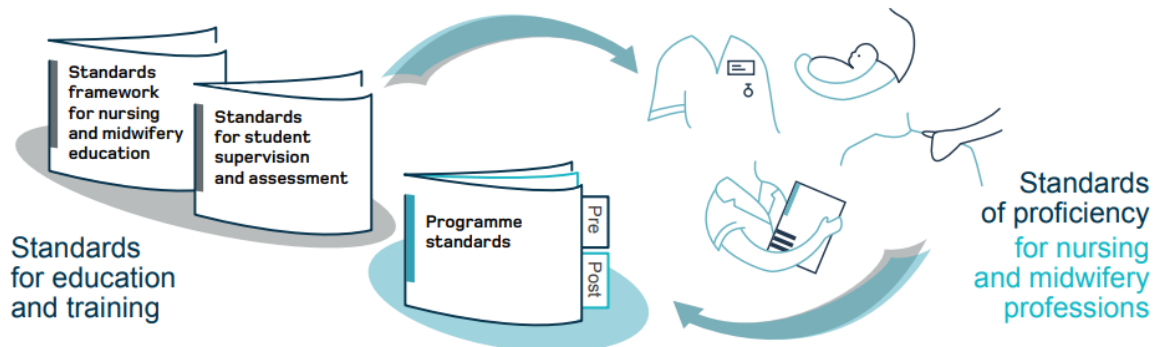 Standards
framework
for nursing
and midwifery
education
Standards
for student
supervision
and assessment
Programme
standards
Pre
Post
Standards
for education
and training
Standards
of proficiency
for nursing
and midwifery
professions